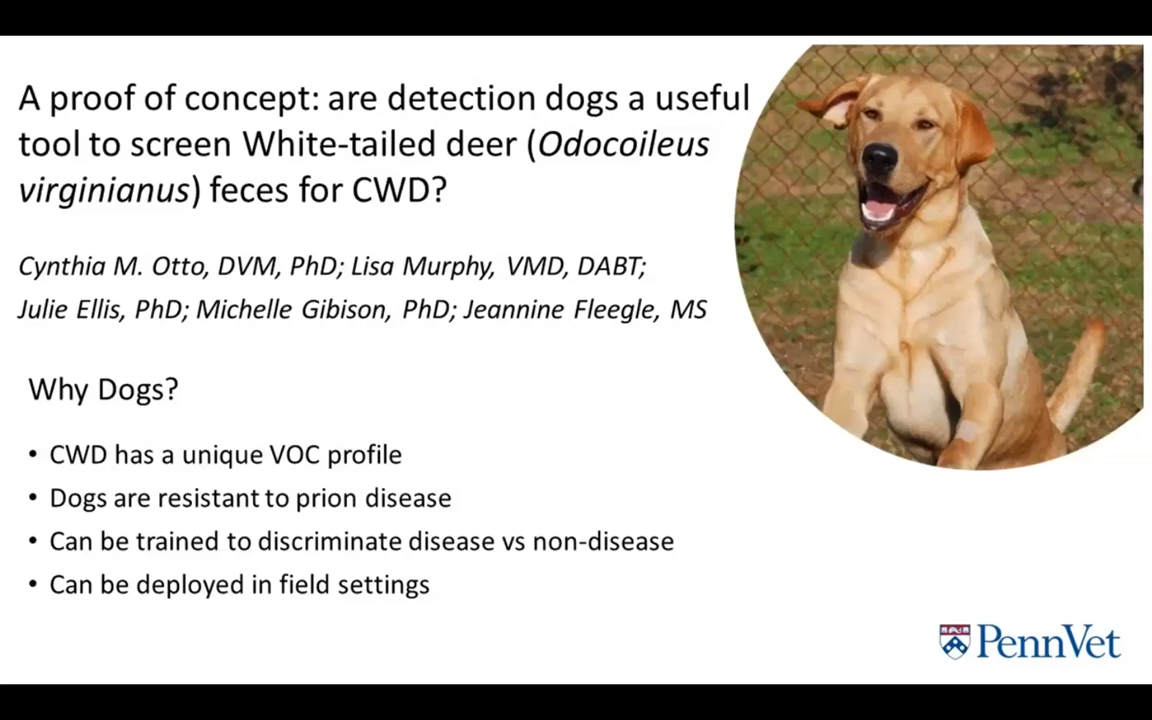 A proof of concept: are detection dogs a useful
tool to screen White-tailed deer (Odocoileus
virginianus) feces for CWD?
Cynthia M. Otto, DVM, PhD; Lisa Murphy, VMD, DABT;
Julie Ellis, PhD; Michelle Gibison, PhD; Jeannine Fleegle, MS
Why Dogs?
• CWD has a unique VOC profile
• Dogs are resistant to prion disease
• Can be trained to discriminate disease vs non-disease
• Can be deployed in field settings
PennVet